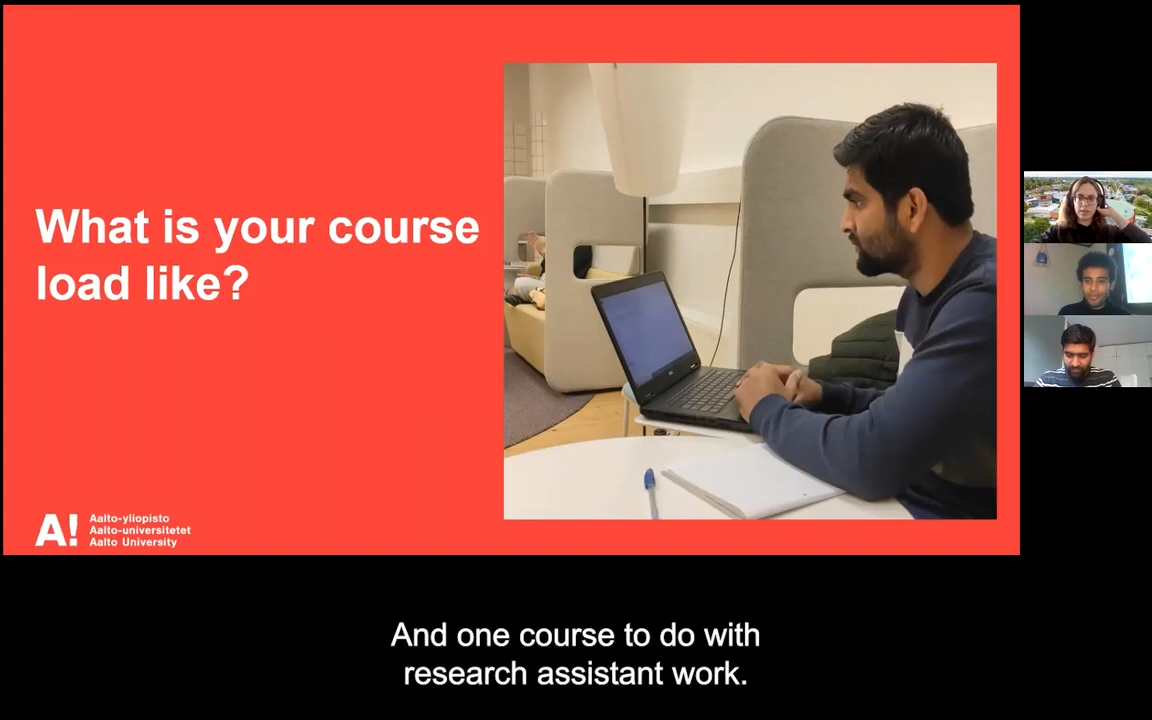 What is your course
load like?
A!
Aalto-yliopisto
Aalto-universitetet
Aalto University
And one course to do with
research assistant work.